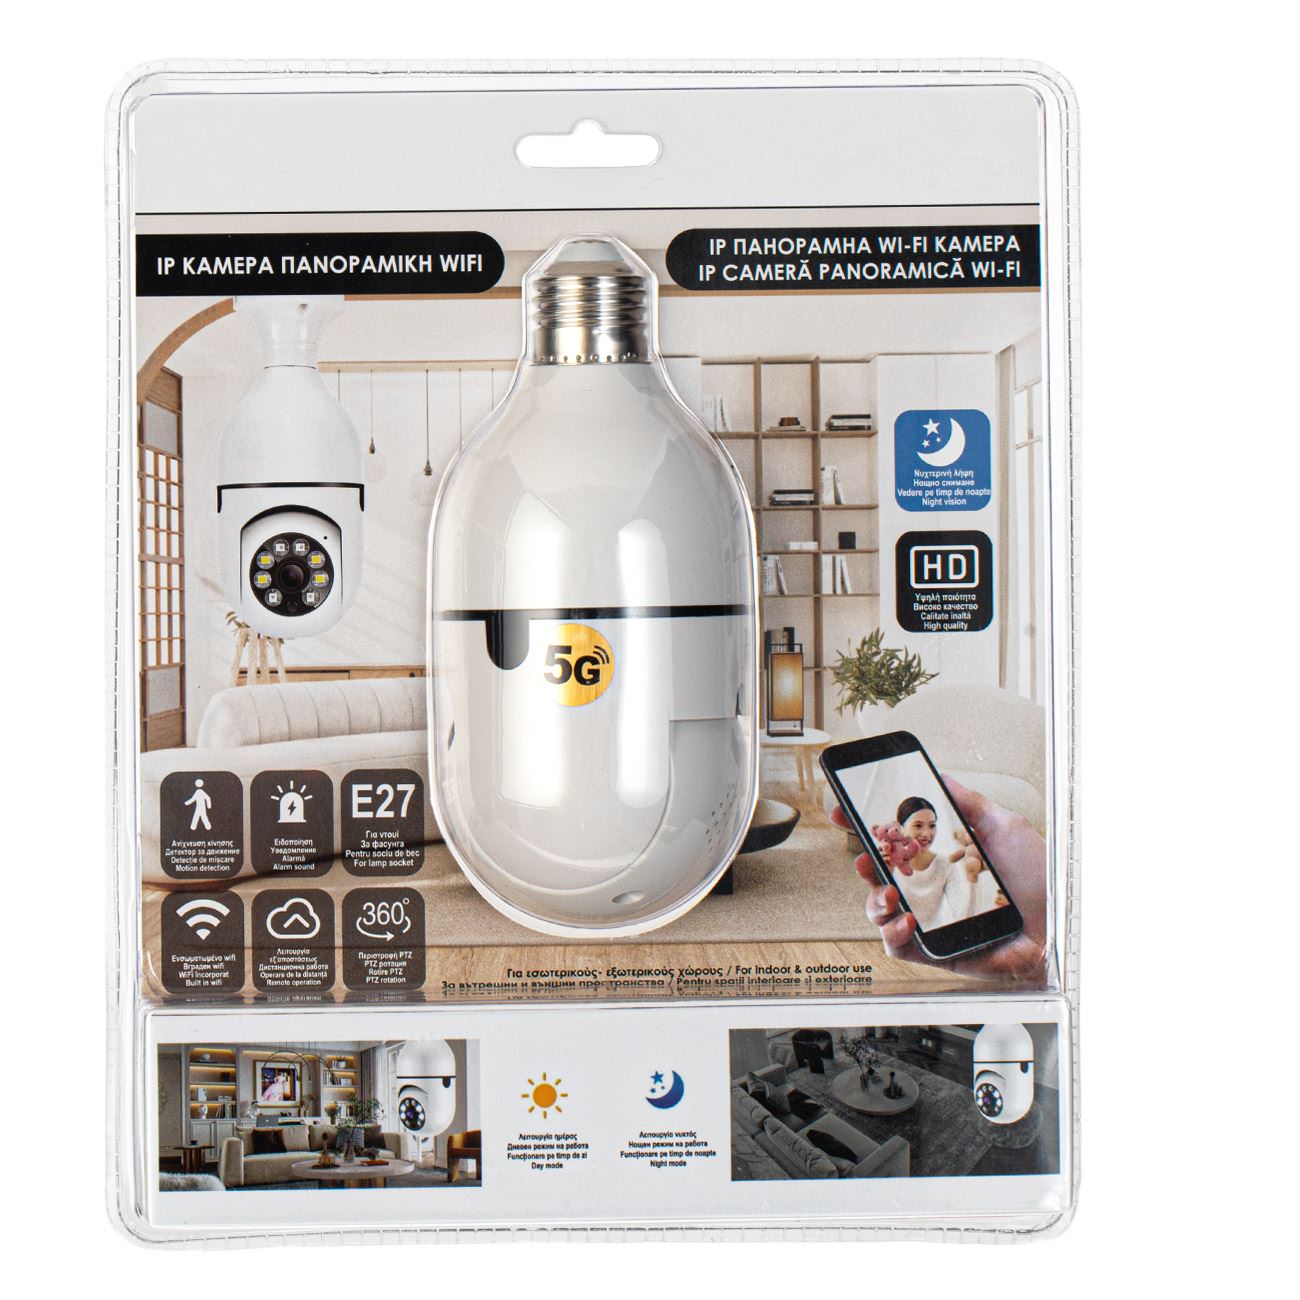 IP ΚΑΜΕΡΑ ΠΑΝΟΡΑΜΙΚΗ WIFI
IP ПАНОРАМНА WI-FI КАМЕРА
IP CAMERĂ PANORAMICĂ WI-FI
Νυχτερινή λήψη
Нощно снимане
Vedere pe timp de noapte
Night vision
HD
Υψηλή ποιότητα
Високо качество
Calitate înaltă
High quality
5G
Ανίχνευση κίνησης
Детектор за движение
Detectie de mișcare
Motion detection
Ειδοποίηση
Уведомление
Alarmă
Alarm sound
E27
Για ντουί
За фасунга
Pentru soclu de bec
For lamp socket
Ενσωματωμένο wifi
Вграден wifi
WiFi incorporat
Built in wifi
Λειτουργία
εξ'αποστάσεως
Дистанционна работа
Operare de la distanță
Remote operation
360°
Περιστροφή PTZ
PTZ ротация
Rotire PTZ
PTZ rotation
Για εσωτερικούς- εξωτερικούς χώρους / For indoor & outdoor use
За вътрешни и външни пространства / Pentru spații interioare și exterioare
Λειτουργία ημέρας
Дневен режим на работа
Funcționare pe timp de zi
Day mode
Λειτουργία νυκτός
Нощен режим на работа
Funcționare pe timp de noapte
Night mode